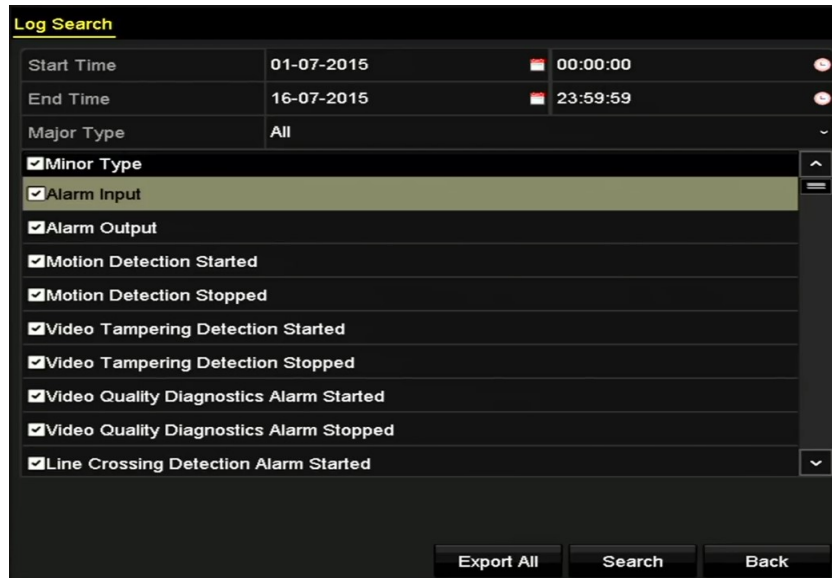 Log Search
Start Time 01-07-2015 00:00:00
End Time 16-07-2015 23:59:59
Major Type All
Minor Type
Alarm Input
Alarm Output
Motion Detection Started
Motion Detection Stopped
Video Tampering Detection Started
Video Tampering Detection Stopped
Video Quality Diagnostics Alarm Started
Video Quality Diagnostics Alarm Stopped
Line Crossing Detection Alarm Started
Export All Search Back